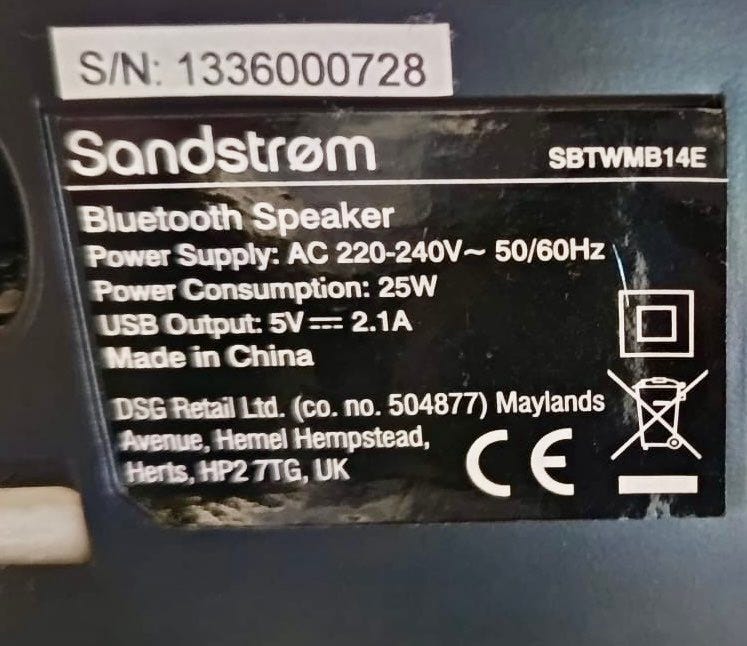 S/N: 1336000728
Sandstrøm SBTWMB14E
Bluetooth Speaker
Power Supply: AC 220-240V~ 50/60Hz
Power Consumption: 25W
USB Output: 5V⎓ 2.1A
Made in China
DSG Retail Ltd. (co. no. 504877) Maylands
Avenue, Hemel Hempstead,
Herts, HP2 7TG, UK
CE